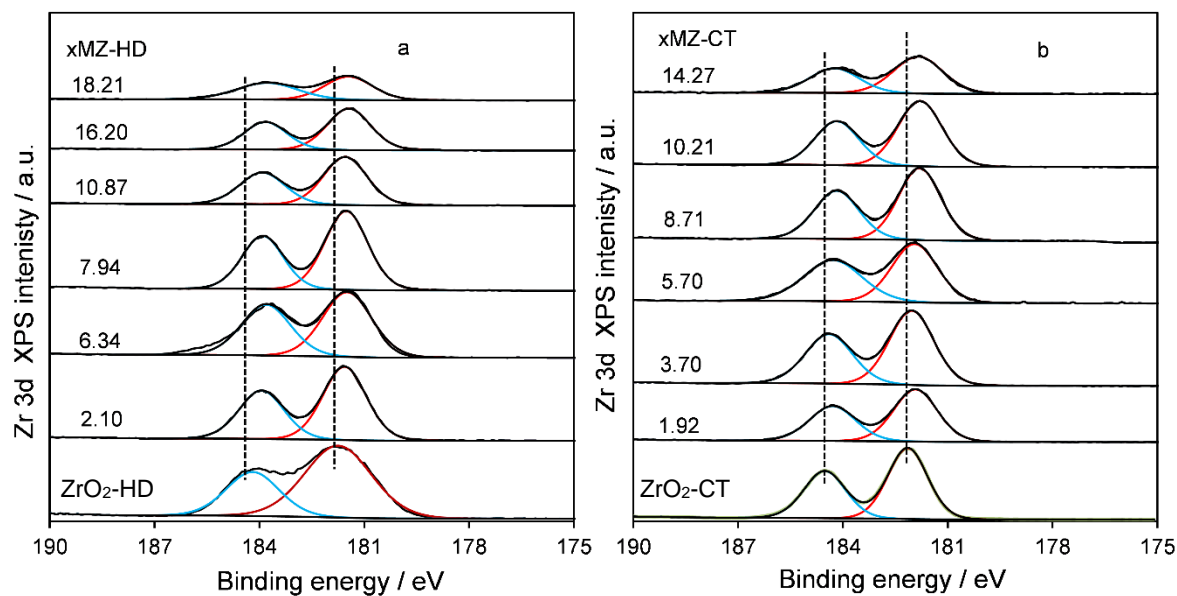 xMZ-HD
a
18.21
16.20
10.87
7.94
6.34
2.10
ZrO₂-HD
Zr 3d XPS intenisty / a.u.
190 187 184 181 178 175
Binding energy / eV
xMZ-CT
b
14.27
10.21
8.71
5.70
3.70
1.92
ZrO₂-CT
Zr 3d XPS intenisty / a.u.
190 187 184 181 178 175
Binding energy / eV